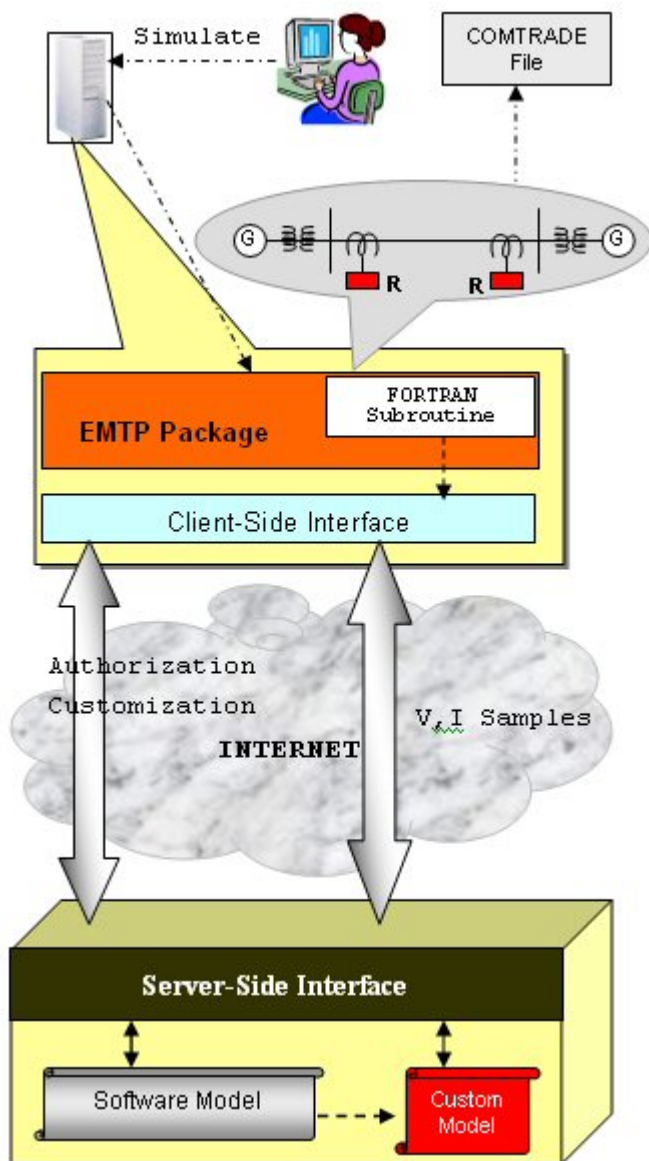 Simulate
COMTRADE
File
G
G
R
R
FORTRAN
Subroutine
EMTP Package
Client-Side Interface
Authorization
Customization
V,I Samples
INTERNET
Server-Side Interface
Software Model
Custom
Model